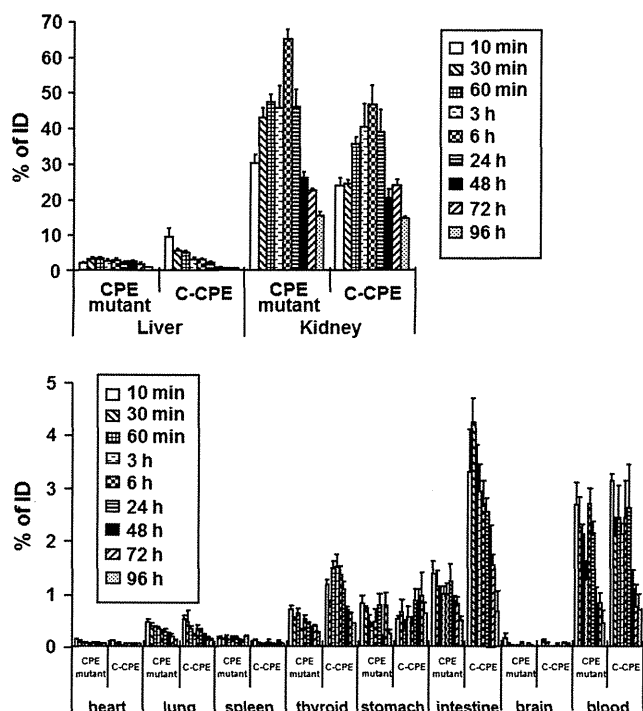 70
60
50
40
30
20
10
0
% of ID
10 min
30 min
60 min
3 h
6 h
24 h
48 h
72 h
96 h
CPE mutant C-CPE CPE mutant C-CPE
Liver Kidney
5
4
3
2
1
0
% of ID
10 min
30 min
60 min
3 h
6 h
24 h
48 h
72 h
96 h
CPE mutant C-CPE CPE mutant C-CPE CPE mutant C-CPE CPE mutant C-CPE CPE mutant C-CPE CPE mutant C-CPE CPE mutant C-CPE CPE mutant C-CPE
heart lung spleen thyroid stomach intestine brain blood